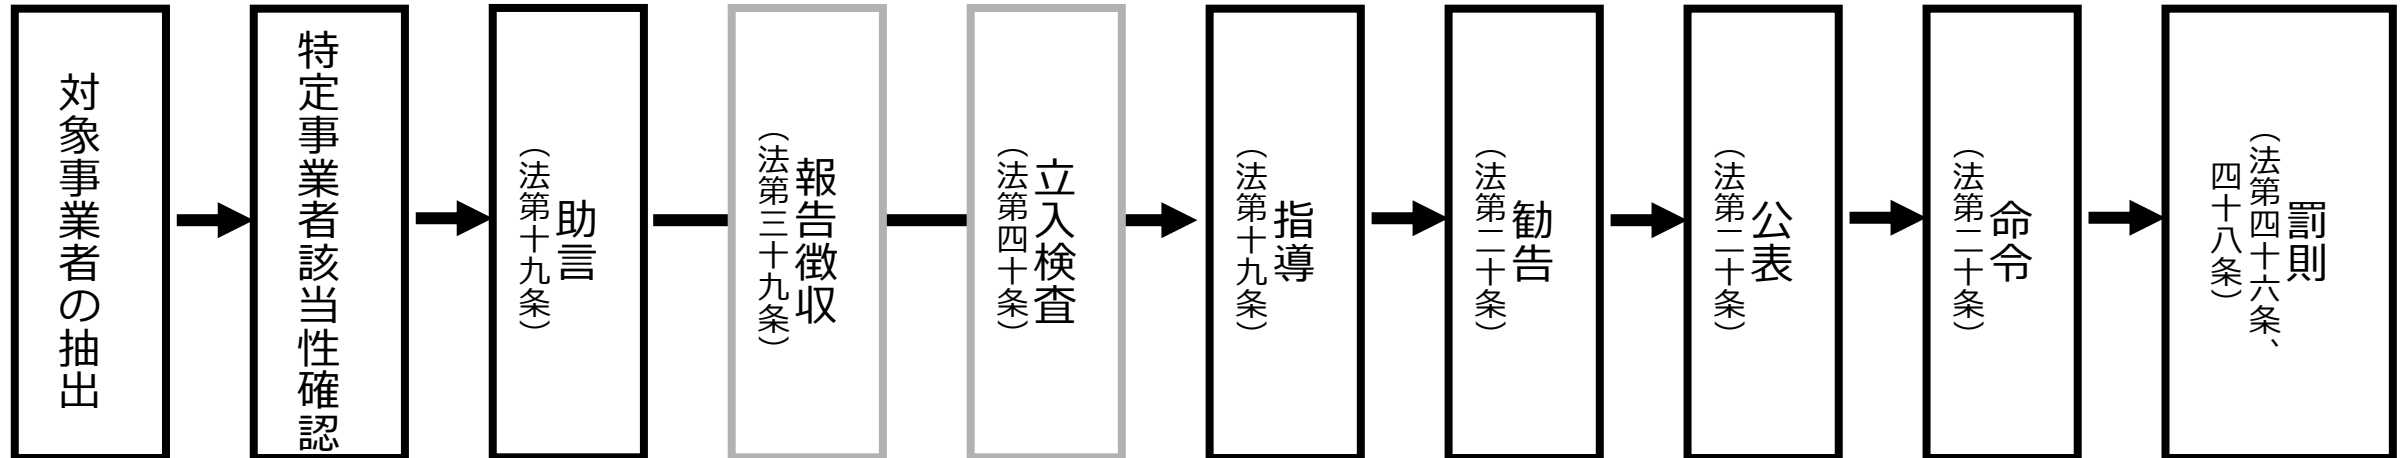 対象事業者の抽出
特定事業者該当性確認
助言
（法第十九条）
報告徴収
（法第三十九条）
立入検査
（法第四十条）
指導
（法第十九条）
勧告
（法第二十条）
公表
（法第二十条）
命令
（法第二十条）
罰則
（法第四十六条、
四十八条）